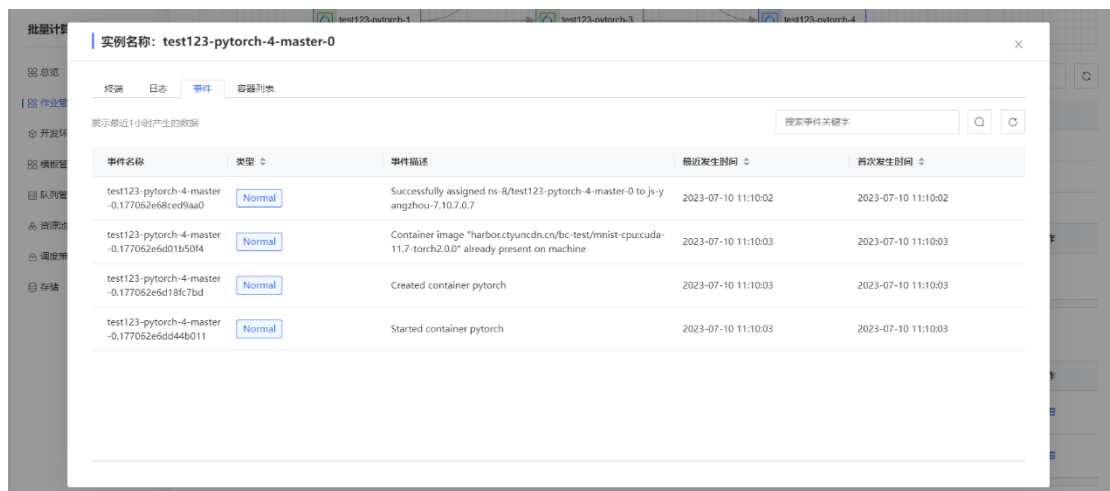 test123-pytorch-1
test123-pytorch-3
test123-pytorch-4
批量计算
实例名称：test123-pytorch-4-master-0
总览
作业管
开发环
模板管
队列管
资源池
调度策
存储
终端 日志 事件 容器列表
展示最近1小时产生的数据
搜索事件关键字
事件名称 类型 事件描述 最近发生时间 首次发生时间
test123-pytorch-4-master
-0.177062e68ced9aa0
Normal
Successfully assigned ns-8/test123-pytorch-4-master-0 to js-y
angzhou-7.10.7.0.7
2023-07-10 11:10:02
2023-07-10 11:10:02
test123-pytorch-4-master
-0.177062e6d01b50f4
Normal
Container image "harbor.ctyuncdn.cn/bc-test/mnist-cpu:cuda-
11.7-torch2.0.0" already present on machine
2023-07-10 11:10:03
2023-07-10 11:10:03
test123-pytorch-4-master
-0.177062e6d18fc7bd
Normal
Created container pytorch
2023-07-10 11:10:03
2023-07-10 11:10:03
test123-pytorch-4-master
-0.177062e6dd44b011
Normal
Started container pytorch
2023-07-10 11:10:03
2023-07-10 11:10:03